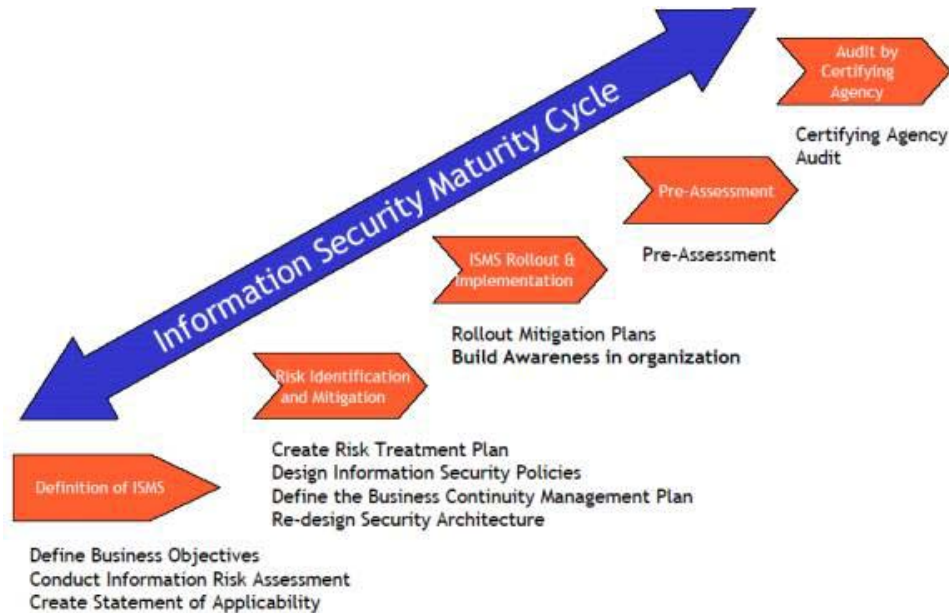 Information Security Maturity Cycle
Audit by
Certifying
Agency
Certifying Agency
Audit
Pre-Assessment
Pre-Assessment
ISMS Rollout &
Implementation
Rollout Mitigation Plans
Build Awareness in organization
Risk Identification
and Mitigation
Create Risk Treatment Plan
Design Information Security Policies
Define the Business Continuity Management Plan
Re-design Security Architecture
Definition of ISMS
Define Business Objectives
Conduct Information Risk Assessment
Create Statement of Applicability